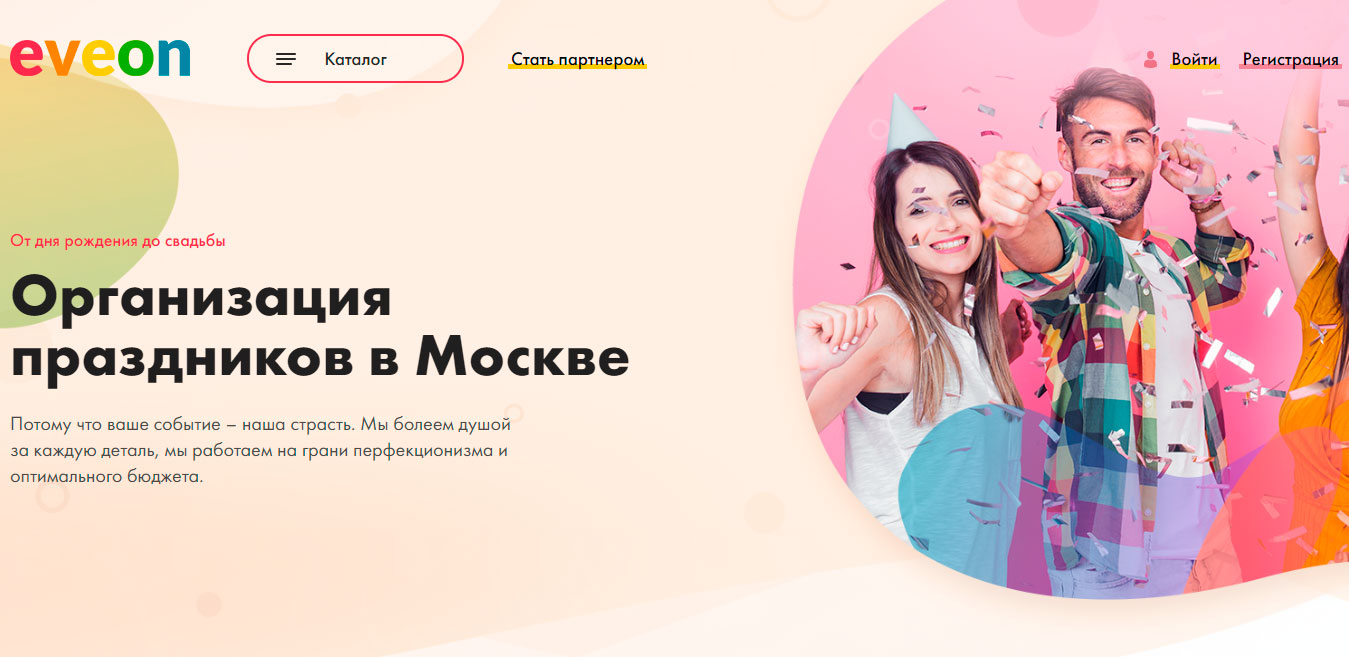 eveon
Каталог
Стать партнером
Войти
Регистрация
От дня рождения до свадьбы
Организация
праздников в Москве
Потому что ваше событие – наша страсть. Мы болеем душой
за каждую деталь, мы работаем на грани перфекционизма и
оптимального бюджета.